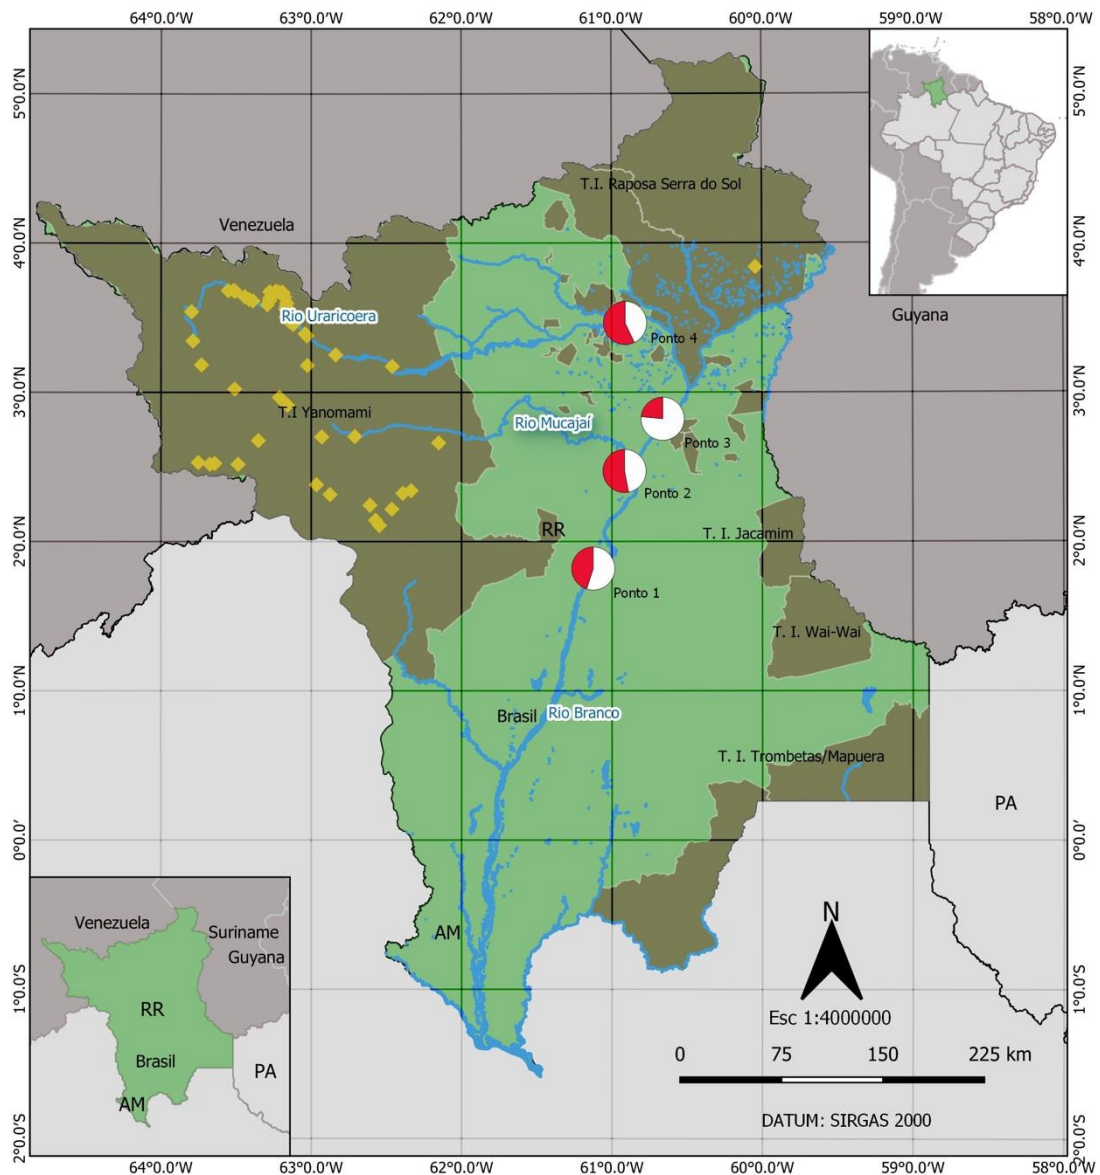 64°0.0'W 63°0.0'W 62°0.0'W 61°0.0'W 60°0.0'W 59°0.0'W 58°0.0'W
5°0.0'N 5°0.0'N
T.I. Raposa Serra do Sol
Venezuela
4°0.0'N 4°0.0'N
Rio Uraricoera
Guyana
Ponto 4
3°0.0'N 3°0.0'N
T.I Yanomami
Rio Mucajaí
Ponto 3
Ponto 2
RR
T. I. Jacamim
2°0.0'N 2°0.0'N
Ponto 1
T. I. Wai-Wai
1°0.0'N 1°0.0'N
Brasil
Rio Branco
T. I. Trombetas/Mapuera
PA
0°0.0' 0°0.0'
AM
N
Venezuela
Suriname
Guyana
1°0.0'S 1°0.0'S
RR
Esc 1:4000000
0 75 150 225 km
Brasil
PA
AM
DATUM: SIRGAS 2000
2°0.0'S 2°0.0'S
64°0.0'W 63°0.0'W 62°0.0'W 61°0.0'W 60°0.0'W 59°0.0'W 58°0.0'W